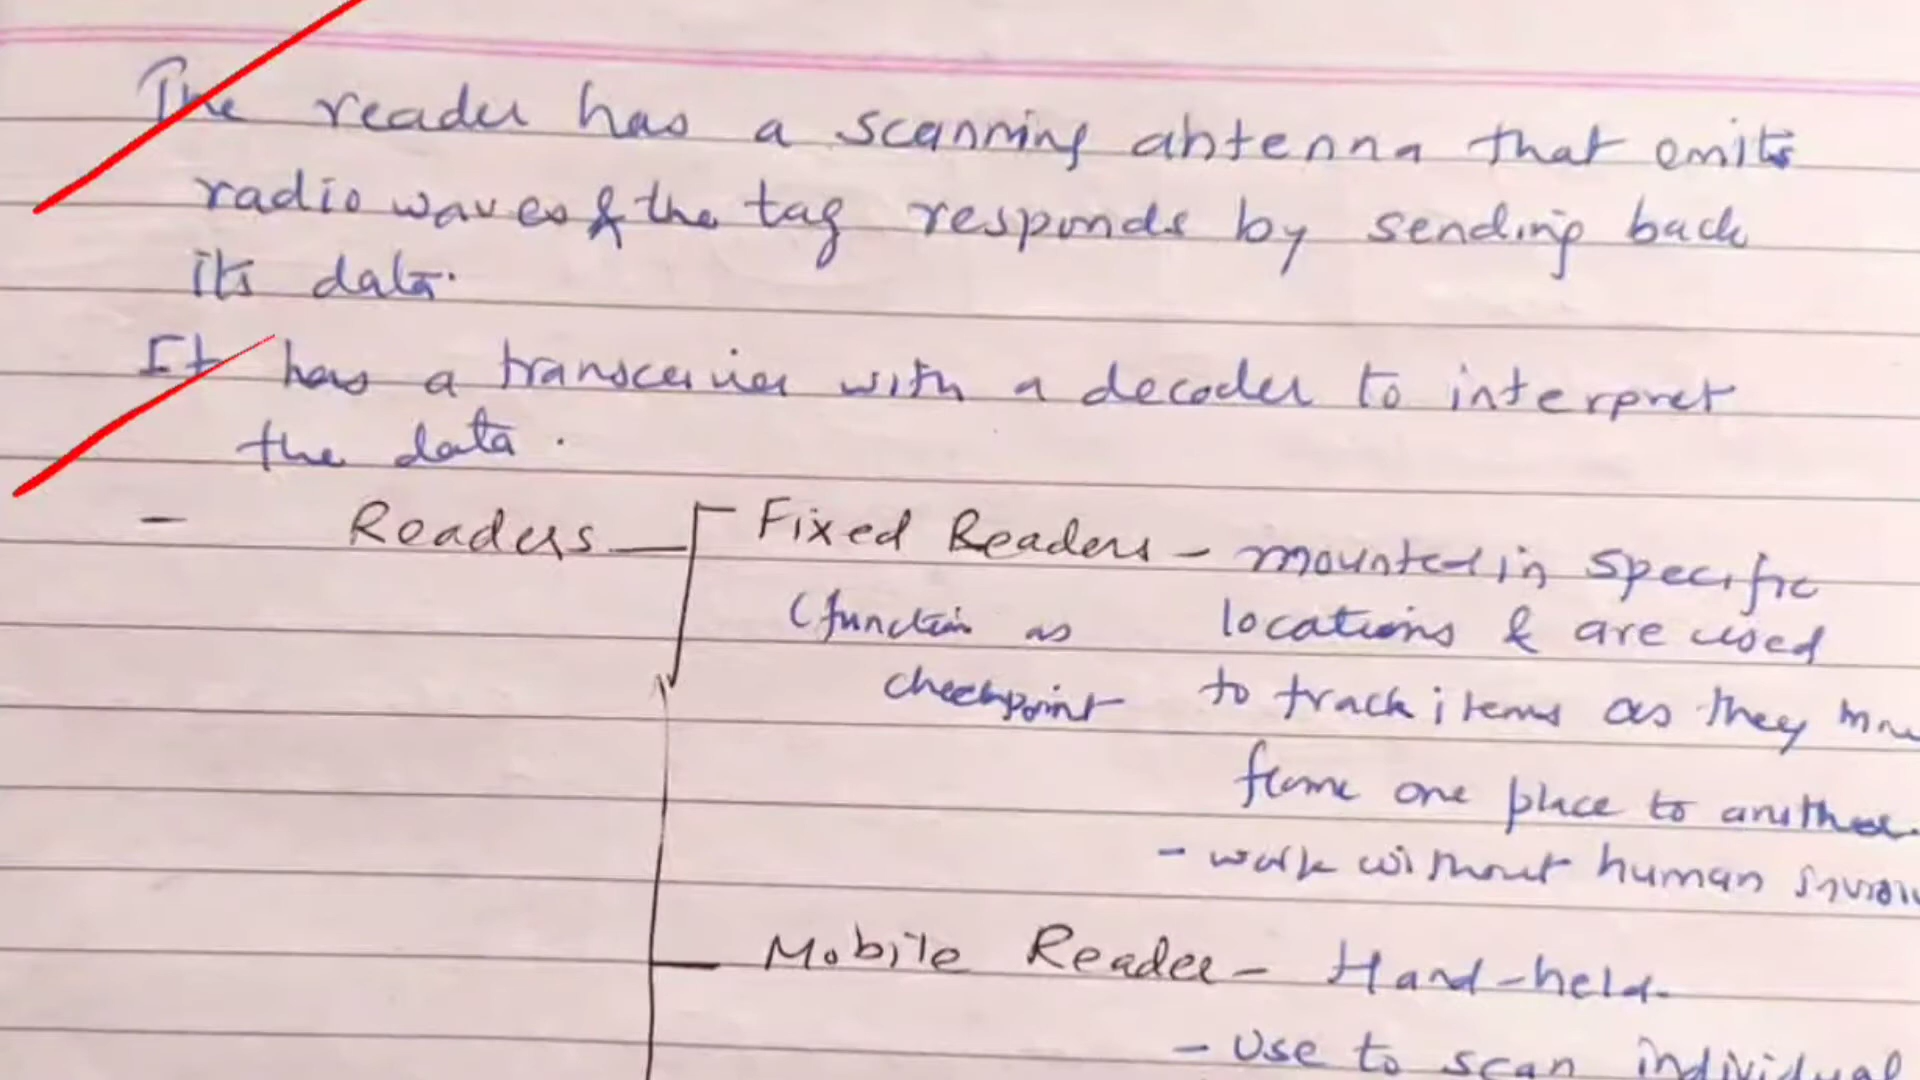 The reader has a scanning antenna that emits
radio waves & the tag responds by sending back
its data.
It has a transceiver with a decoder to interpret
the data.
- Readers Fixed Readers - mounted in specific
(function as locations & are used
checkpoint to track items as they
from one place to another.
- work without human
Mobile Reader - Hand-held
- Use to scan individual